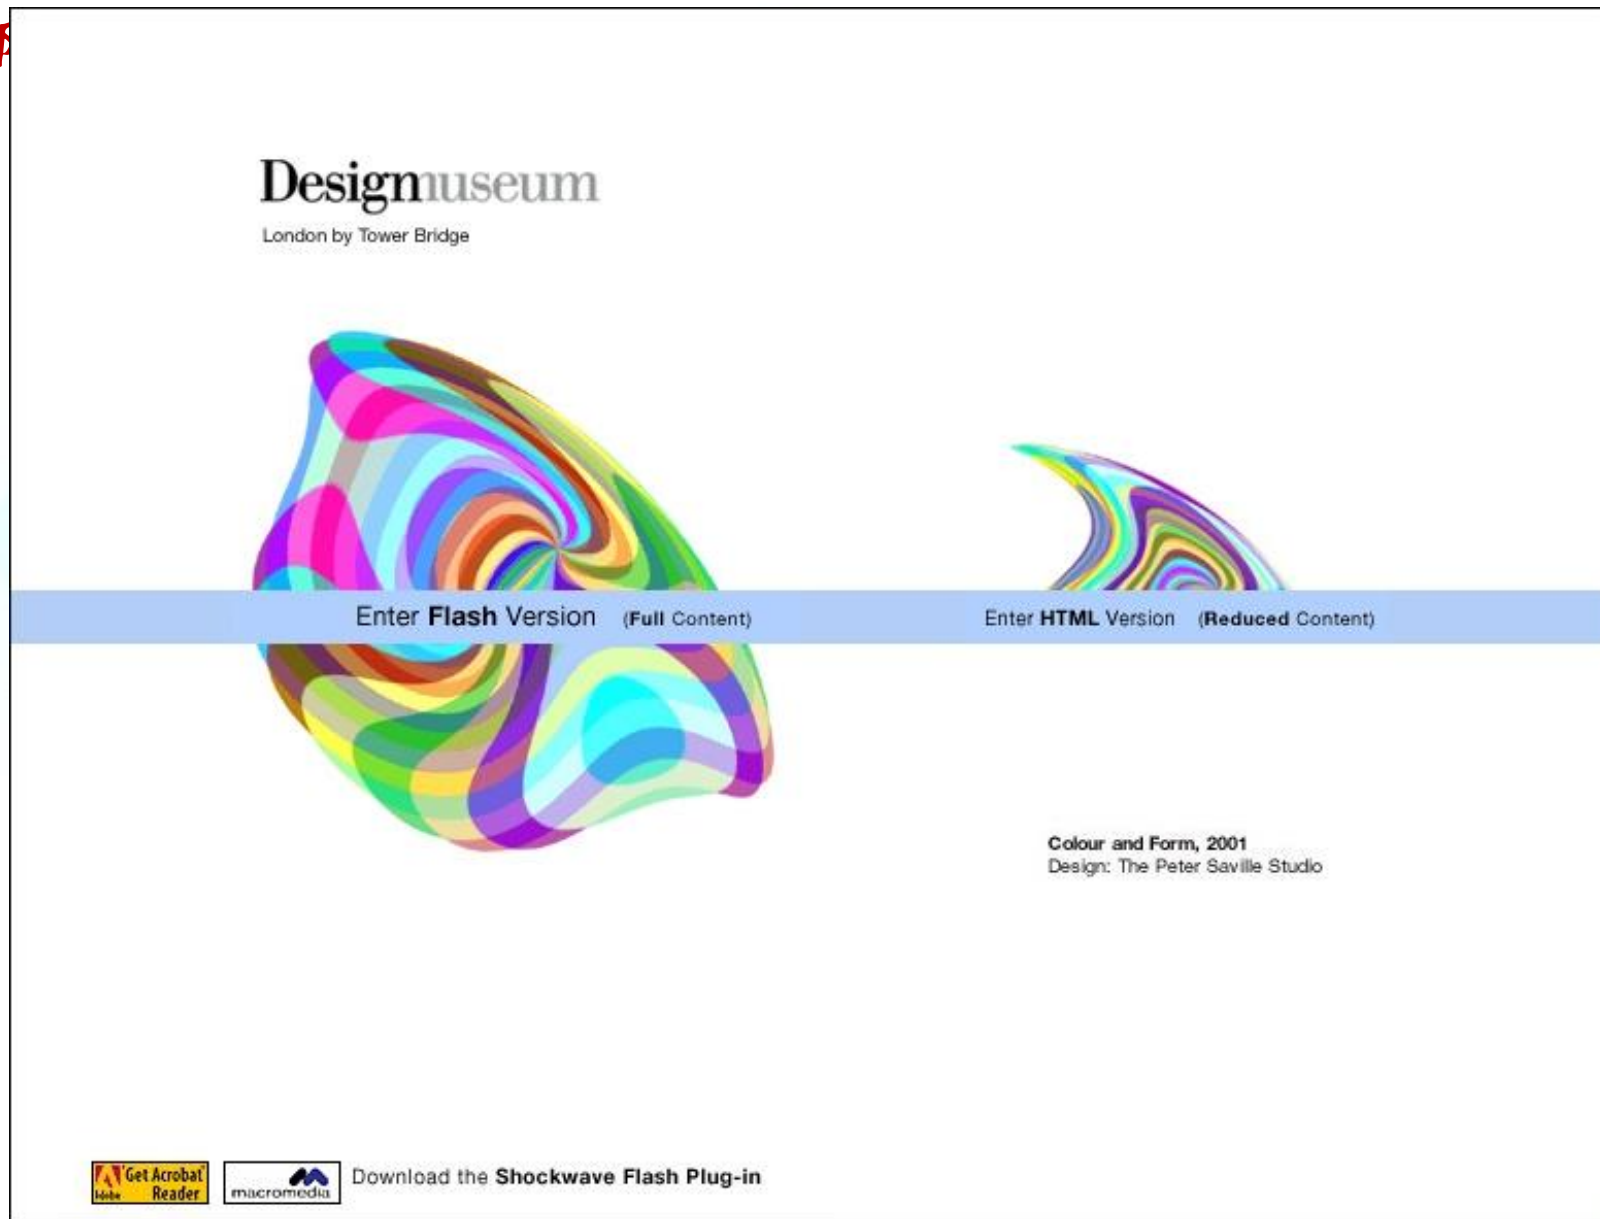 Designmuseum
London by Tower Bridge
Enter Flash Version (Full Content)
Enter HTML Version (Reduced Content)
Colour and Form, 2001
Design: The Peter Saville Studio
Get Acrobat
Adobe Reader
macromedia
Download the Shockwave Flash Plug-in